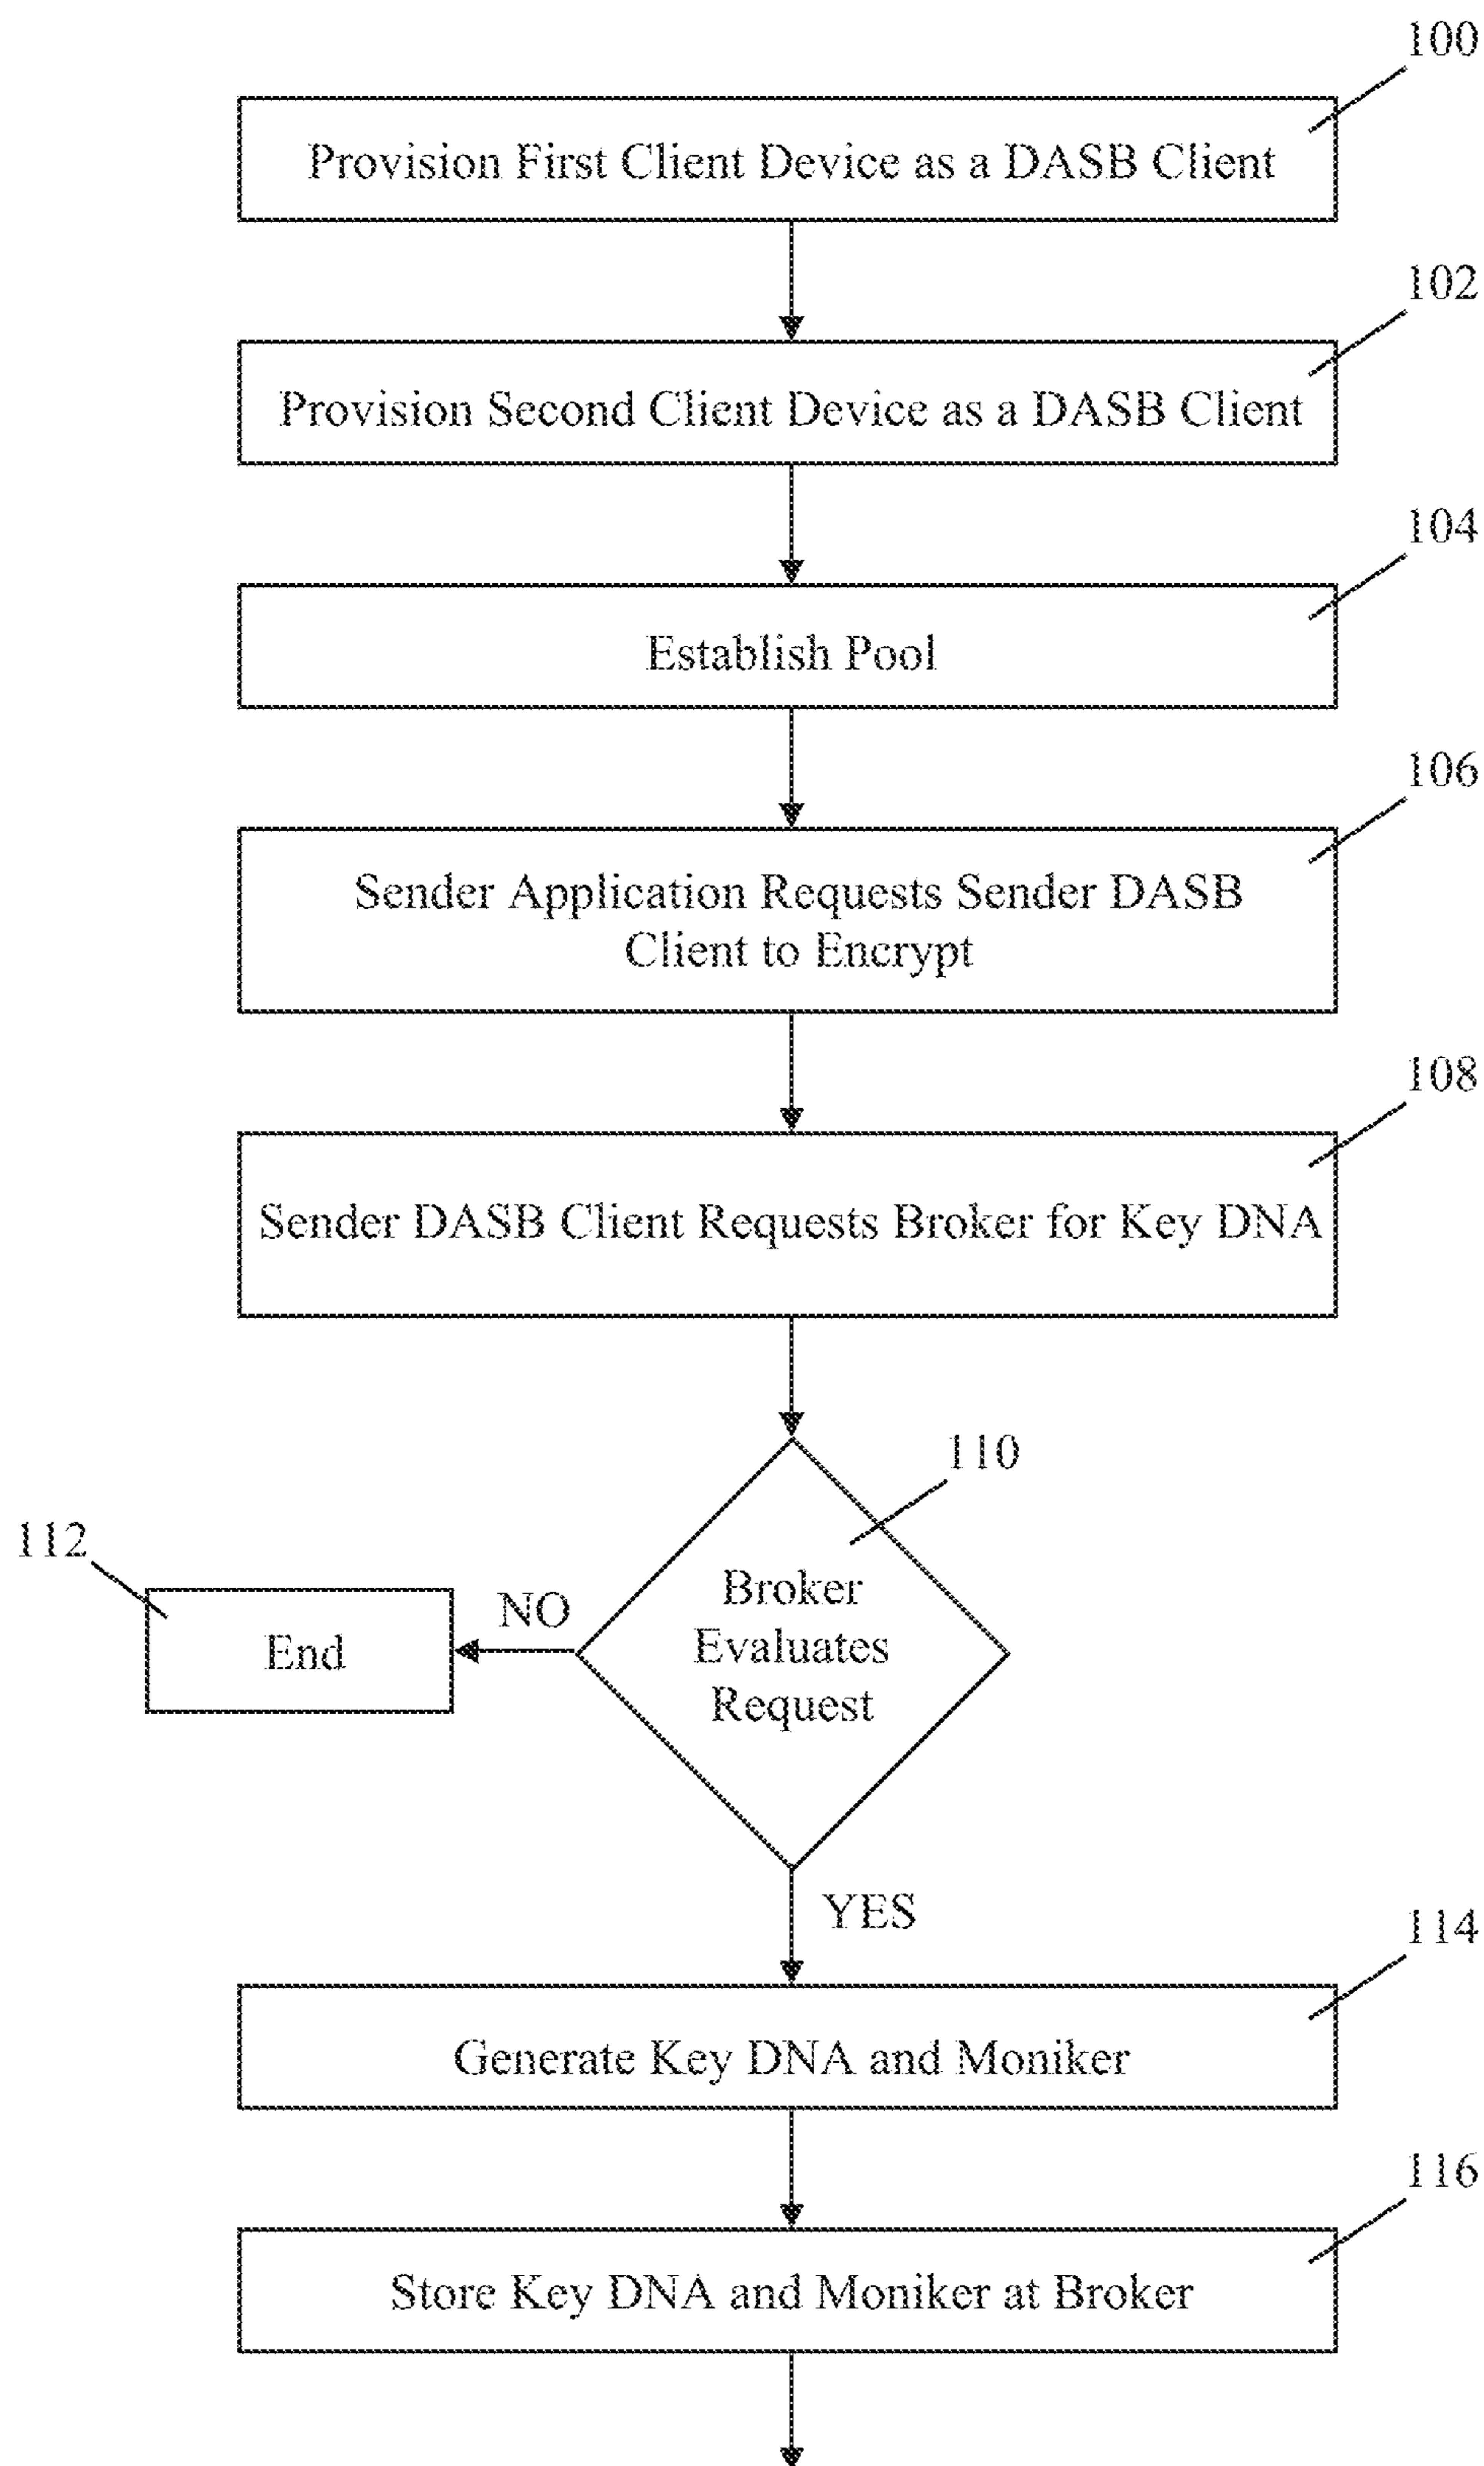 100
Provision First Client Device as a DASB Client
102
Provision Second Client Device as a DASB Client
104
Establish Pool
106
Sender Application Requests Sender DASB
Client to Encrypt
108
Sender DASB Client Requests Broker for Key DNA
110
112
NO
End
Broker
Evaluates
Request
YES
114
Generate Key DNA and Moniker
116
Store Key DNA and Moniker at Broker